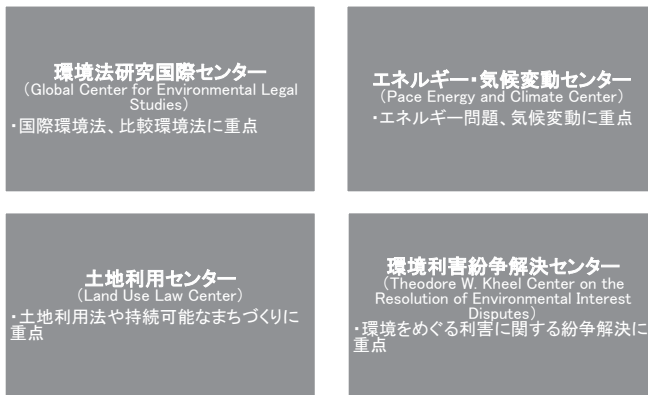 環境法研究国際センター
（Global Center for Environmental Legal
Studies）
・国際環境法、比較環境法に重点
エネルギー・気候変動センター
（Pace Energy and Climate Center）
・エネルギー問題、気候変動に重点
土地利用センター
（Land Use Law Center）
・土地利用法や持続可能なまちづくりに
重点
環境利害紛争解決センター
（Theodore W. Kheel Center on the
Resolution of Environmental Interest
Disputes）
・環境をめぐる利害に関する紛争解決に
重点